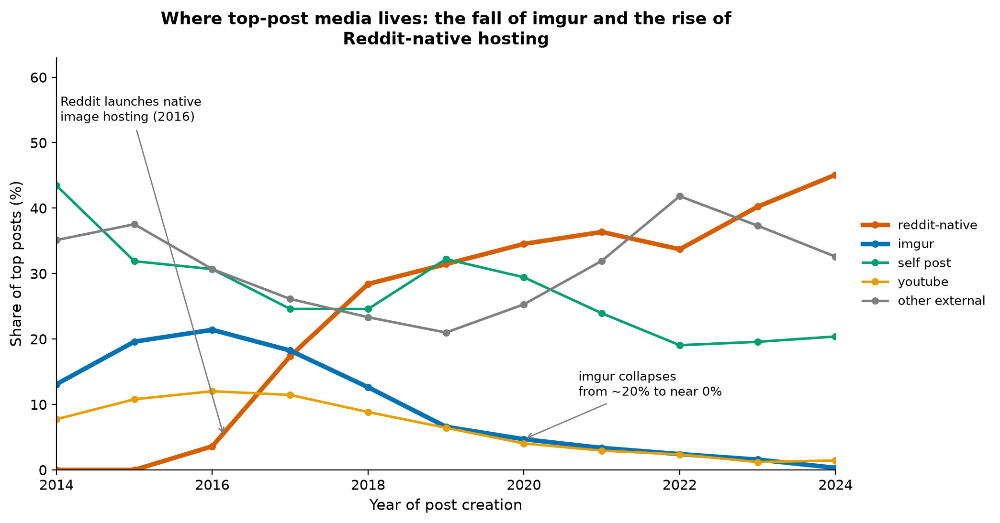 Where top-post media lives: the fall of imgur and the rise of
Reddit-native hosting
Share of top posts (%)
60
50
40
30
20
10
0
Reddit launches native
image hosting (2016)
imgur collapses
from ~20% to near 0%
reddit-native
imgur
self post
youtube
other external
2014 2016 2018 2020 2022 2024
Year of post creation